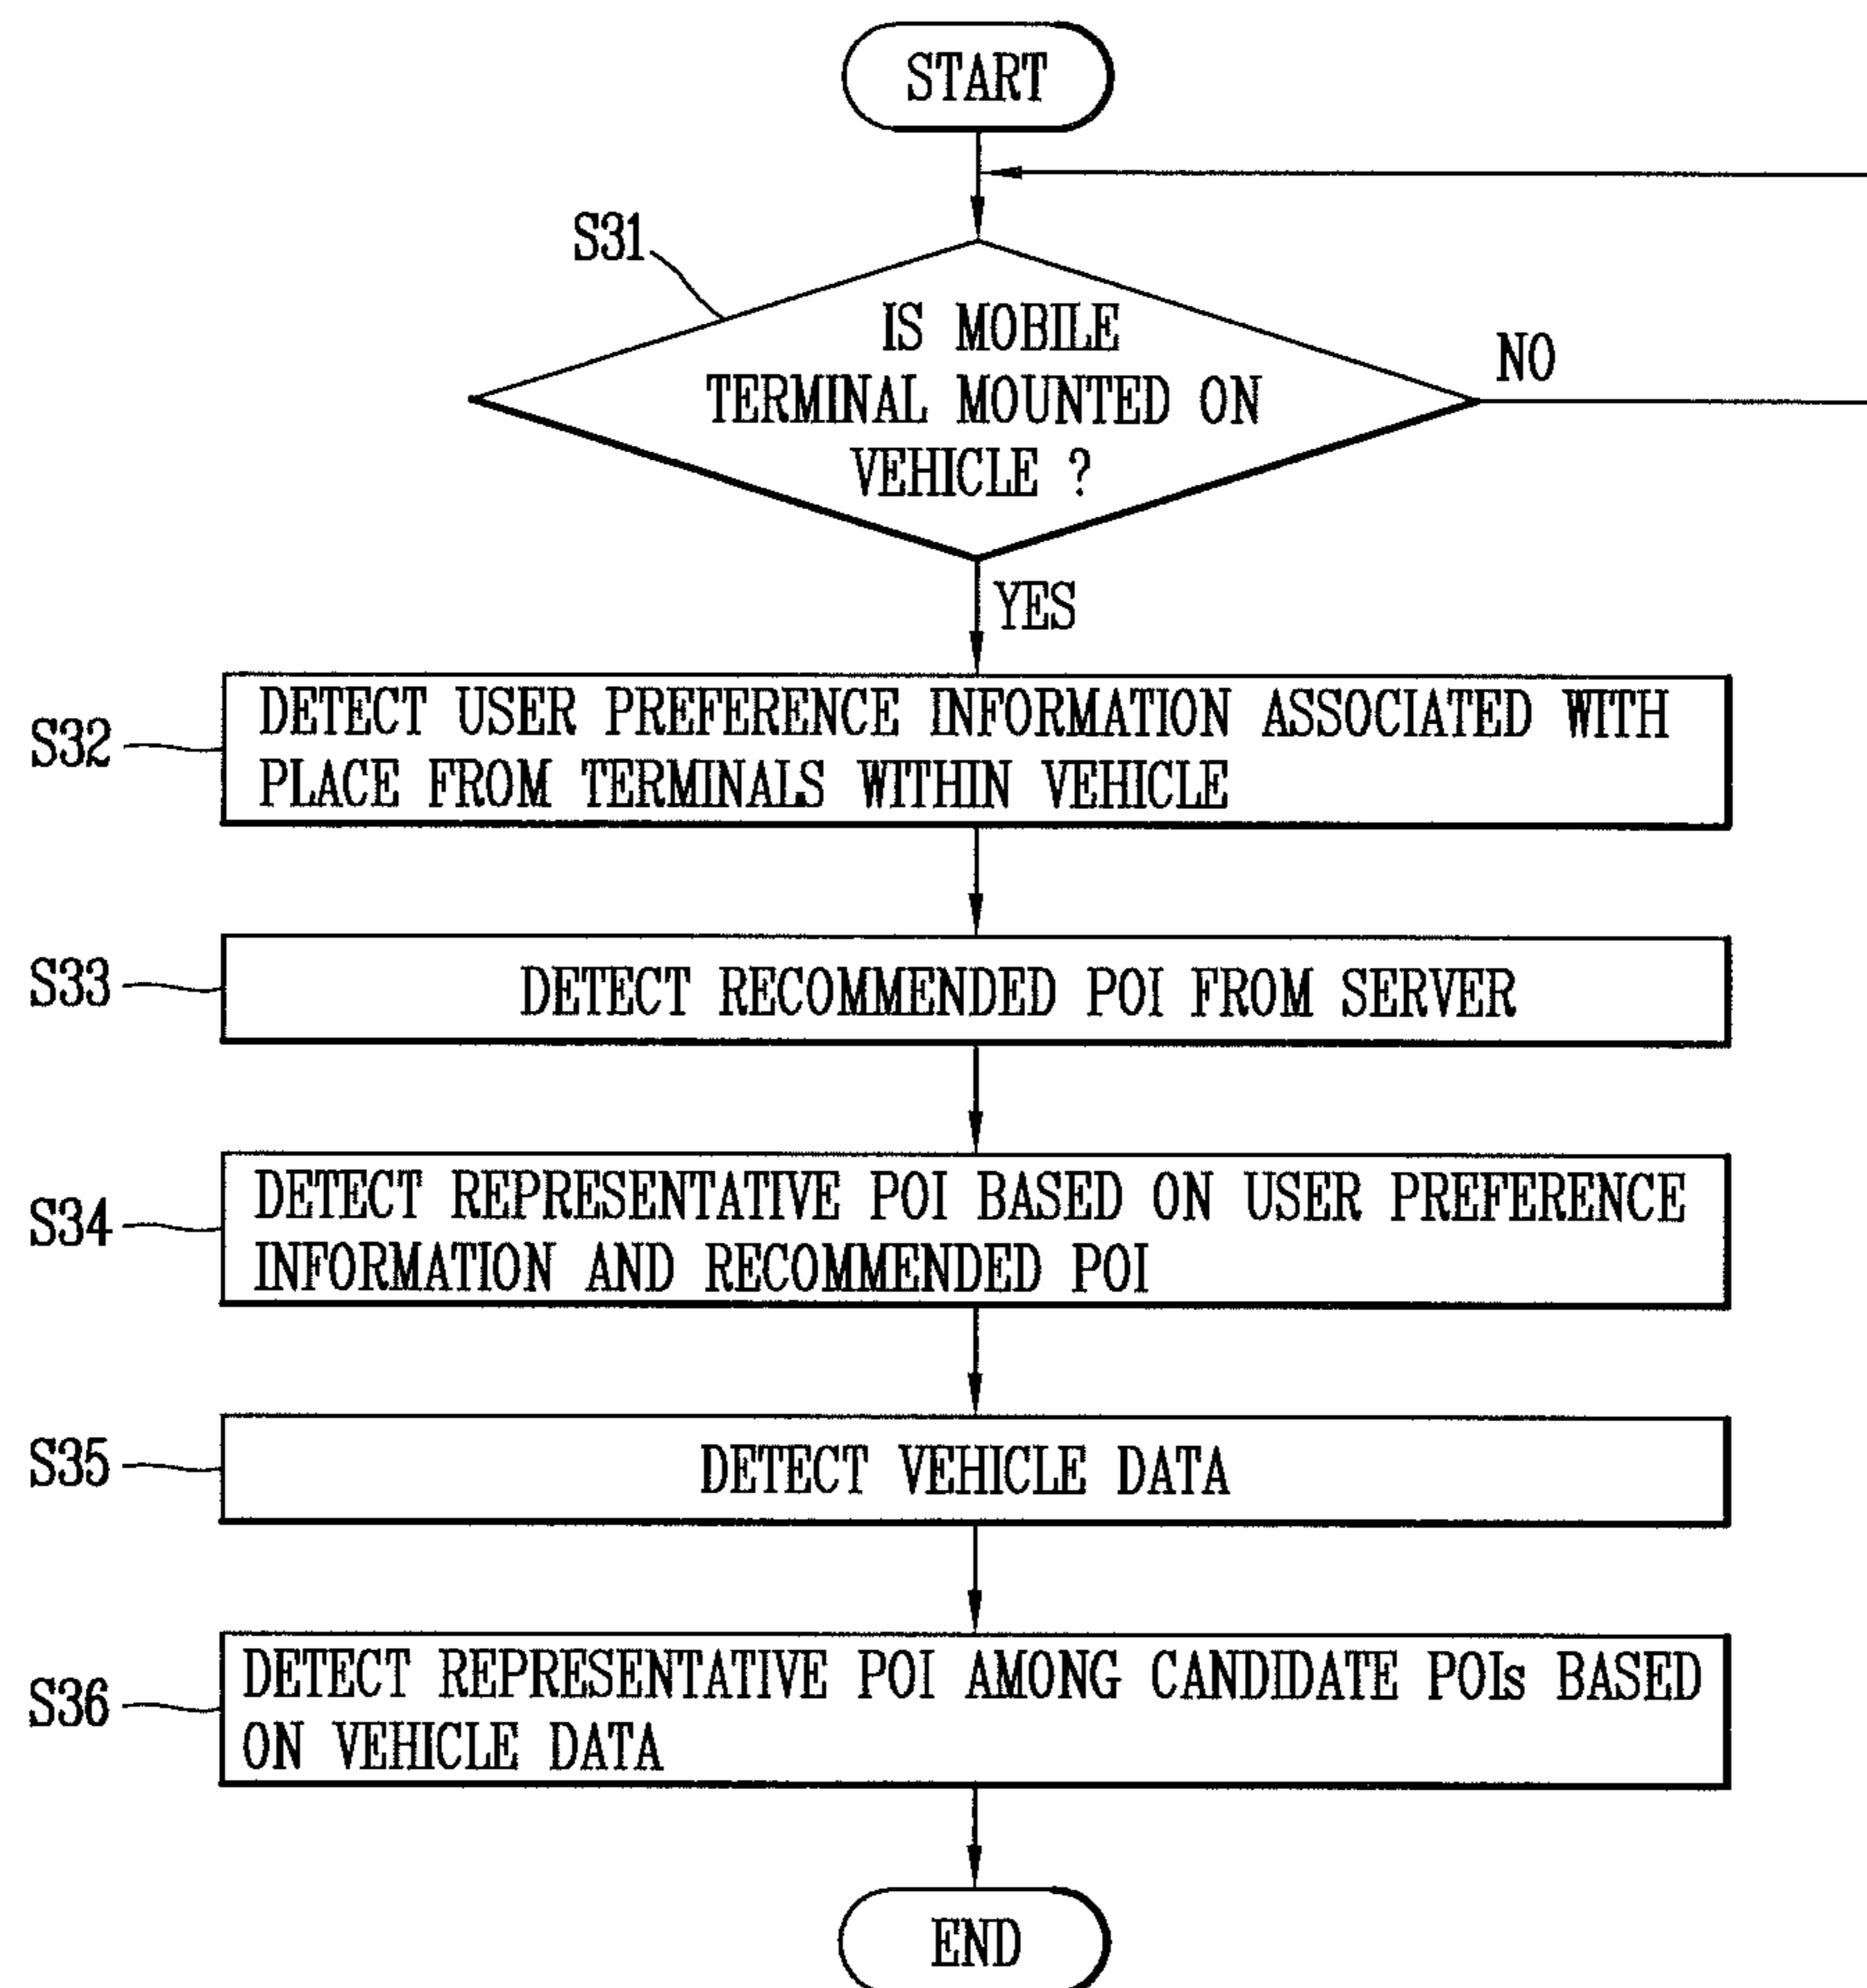 START
S31
IS MOBILE
TERMINAL MOUNTED ON
VEHICLE ?
NO
YES
S32
DETECT USER PREFERENCE INFORMATION ASSOCIATED WITH
PLACE FROM TERMINALS WITHIN VEHICLE
S33
DETECT RECOMMENDED POI FROM SERVER
S34
DETECT REPRESENTATIVE POI BASED ON USER PREFERENCE
INFORMATION AND RECOMMENDED POI
S35
DETECT VEHICLE DATA
S36
DETECT REPRESENTATIVE POI AMONG CANDIDATE POIs BASED
ON VEHICLE DATA
END